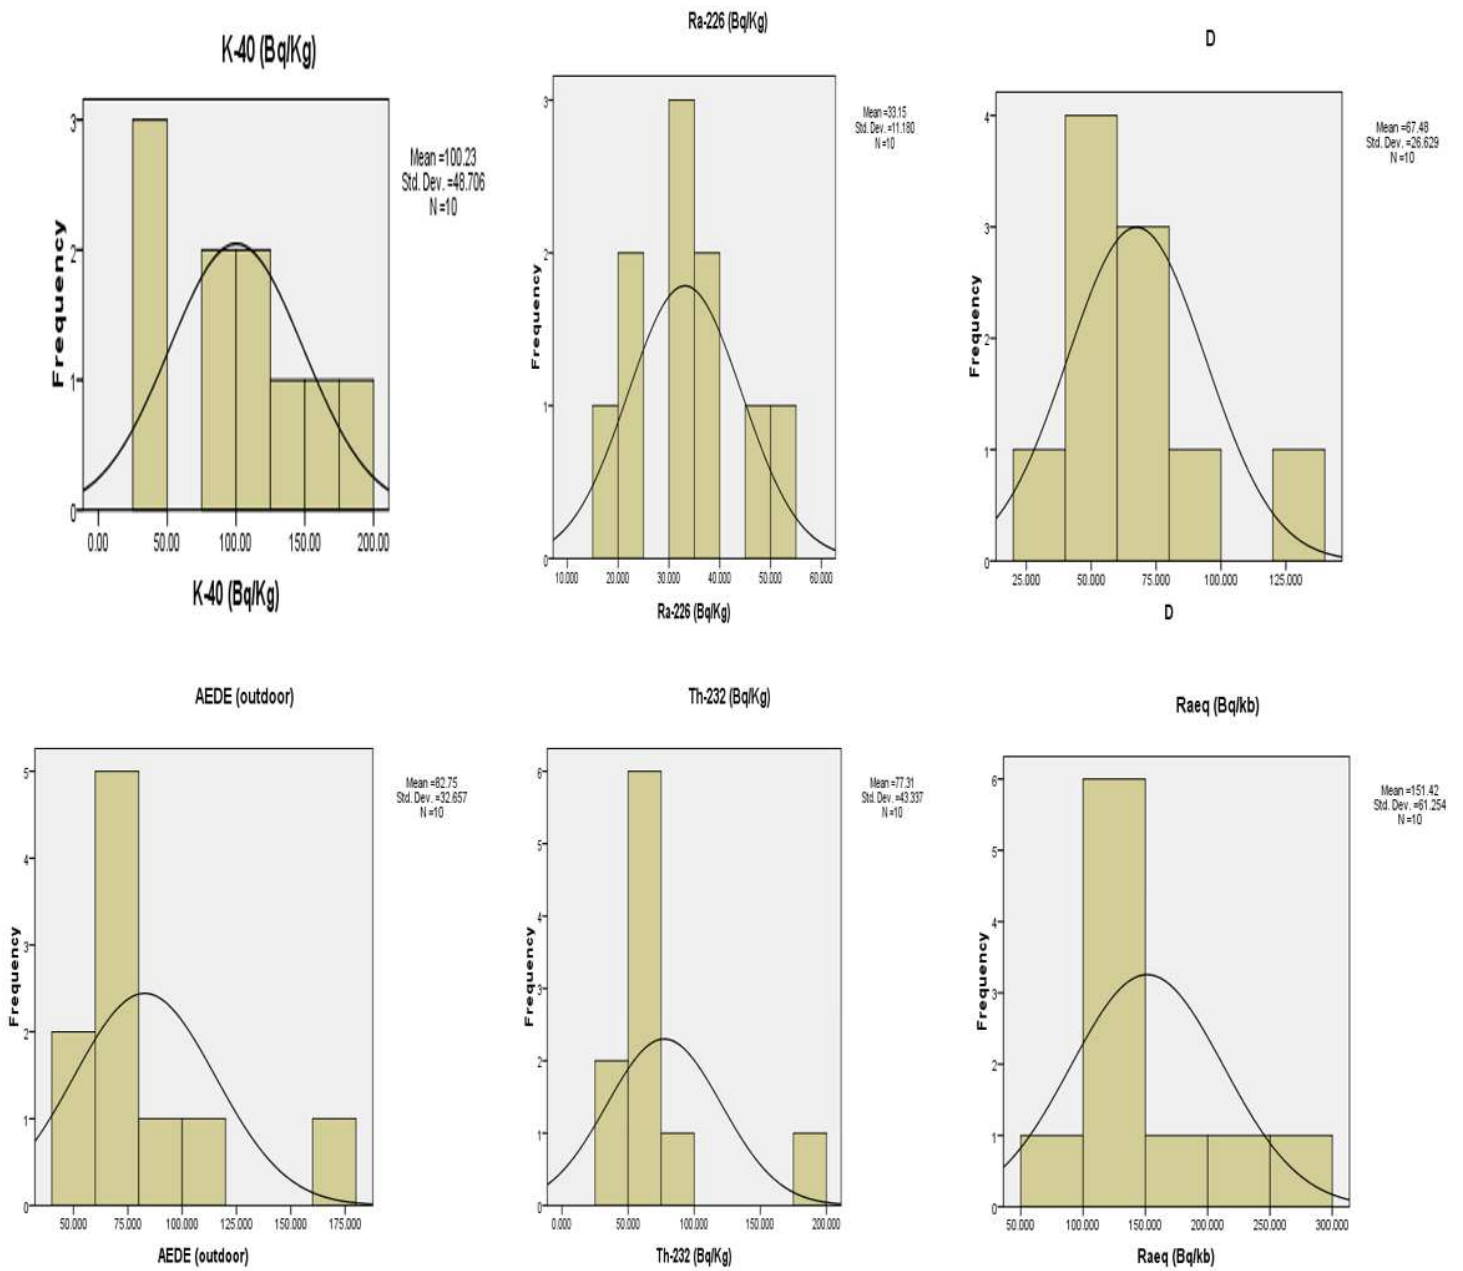 K-40 (Bq/Kg)
Mean =100.23
Std. Dev. =48.706
N =10
Frequency
3
2
1
0
0.00 50.00 100.00 150.00 200.00
K-40 (Bq/Kg)
Ra-226 (Bq/Kg)
Mean =33.15
Std. Dev. =11.180
N =10
Frequency
3
2
1
0
10.000 20.000 30.000 40.000 50.000 60.000
Ra-226 (Bq/Kg)
D
Mean =67.48
Std. Dev. =26.629
N =10
Frequency
4
3
2
1
0
25.000 50.000 75.000 100.000 125.000
D
AEDE (outdoor)
Mean =82.75
Std. Dev. =32.657
N =10
Frequency
5
4
3
2
1
0
50.000 75.000 100.000 125.000 150.000 175.000
AEDE (outdoor)
Th-232 (Bq/Kg)
Mean =77.31
Std. Dev. =43.337
N =10
Frequency
6
5
4
3
2
1
0
0.000 50.000 100.000 150.000 200.000
Th-232 (Bq/Kg)
Raeq (Bq/kb)
Mean =151.42
Std. Dev. =61.254
N =10
Frequency
6
5
4
3
2
1
0
50.000 100.000 150.000 200.000 250.000 300.000
Raeq (Bq/kb)